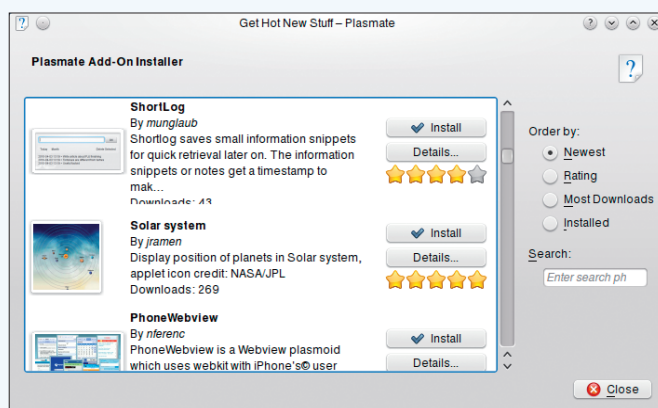 Get Hot New Stuff – Plasmate
Plasmate Add-On Installer
ShortLog
By munglaub
Shortlog saves small information snippets
for quick retrieval later on. The information
snippets or notes get a timestamp to
mak...
Downloads: 43
Install
Details...
Solar system
By jramen
Display position of planets in Solar system,
applet icon credit: NASA/JPL
Downloads: 269
Install
Details...
PhoneWebview
By nferenc
PhoneWebview is a Webview plasmoid
which uses webkit with iPhone's© user
Install
Details...
Order by:
Newest
Rating
Most Downloads
Installed
Search:
Enter search ph
Close